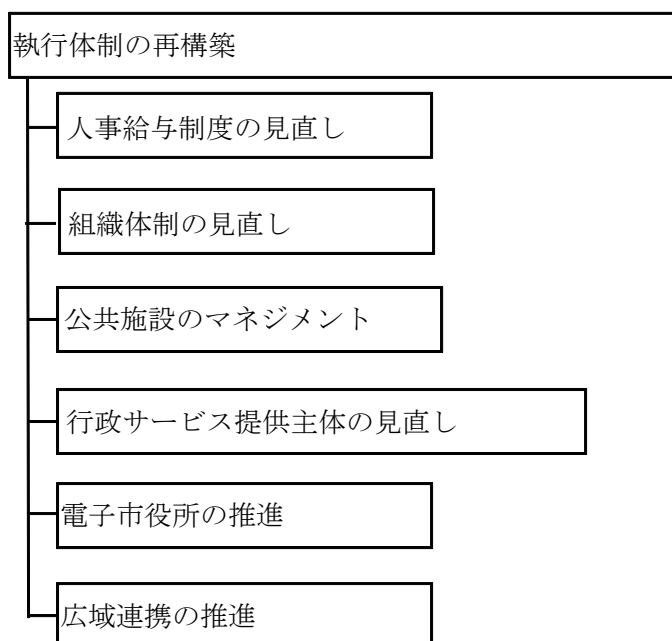 執行体制の再構築
人事給与制度の見直し
組織体制の見直し
公共施設のマネジメント
行政サービス提供主体の見直し
電子市役所の推進
広域連携の推進